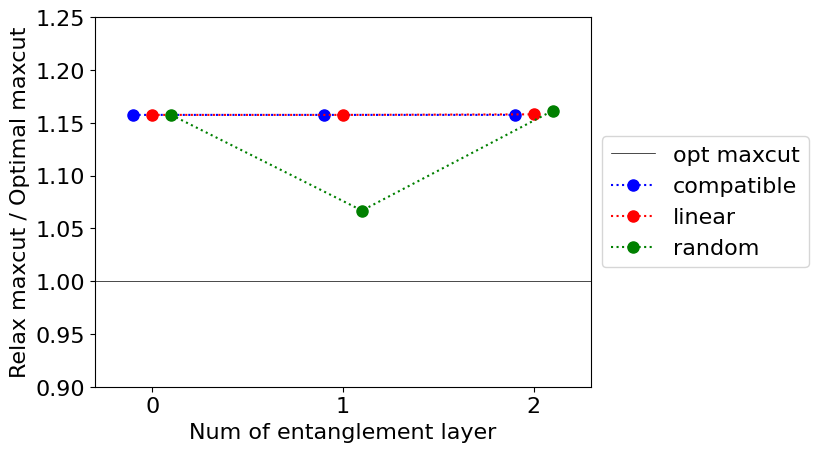 Relax maxcut / Optimal maxcut
1.25
1.20
1.15
1.10
1.05
1.00
0.95
0.90
0
1
2
Num of entanglement layer
opt maxcut
compatible
linear
random